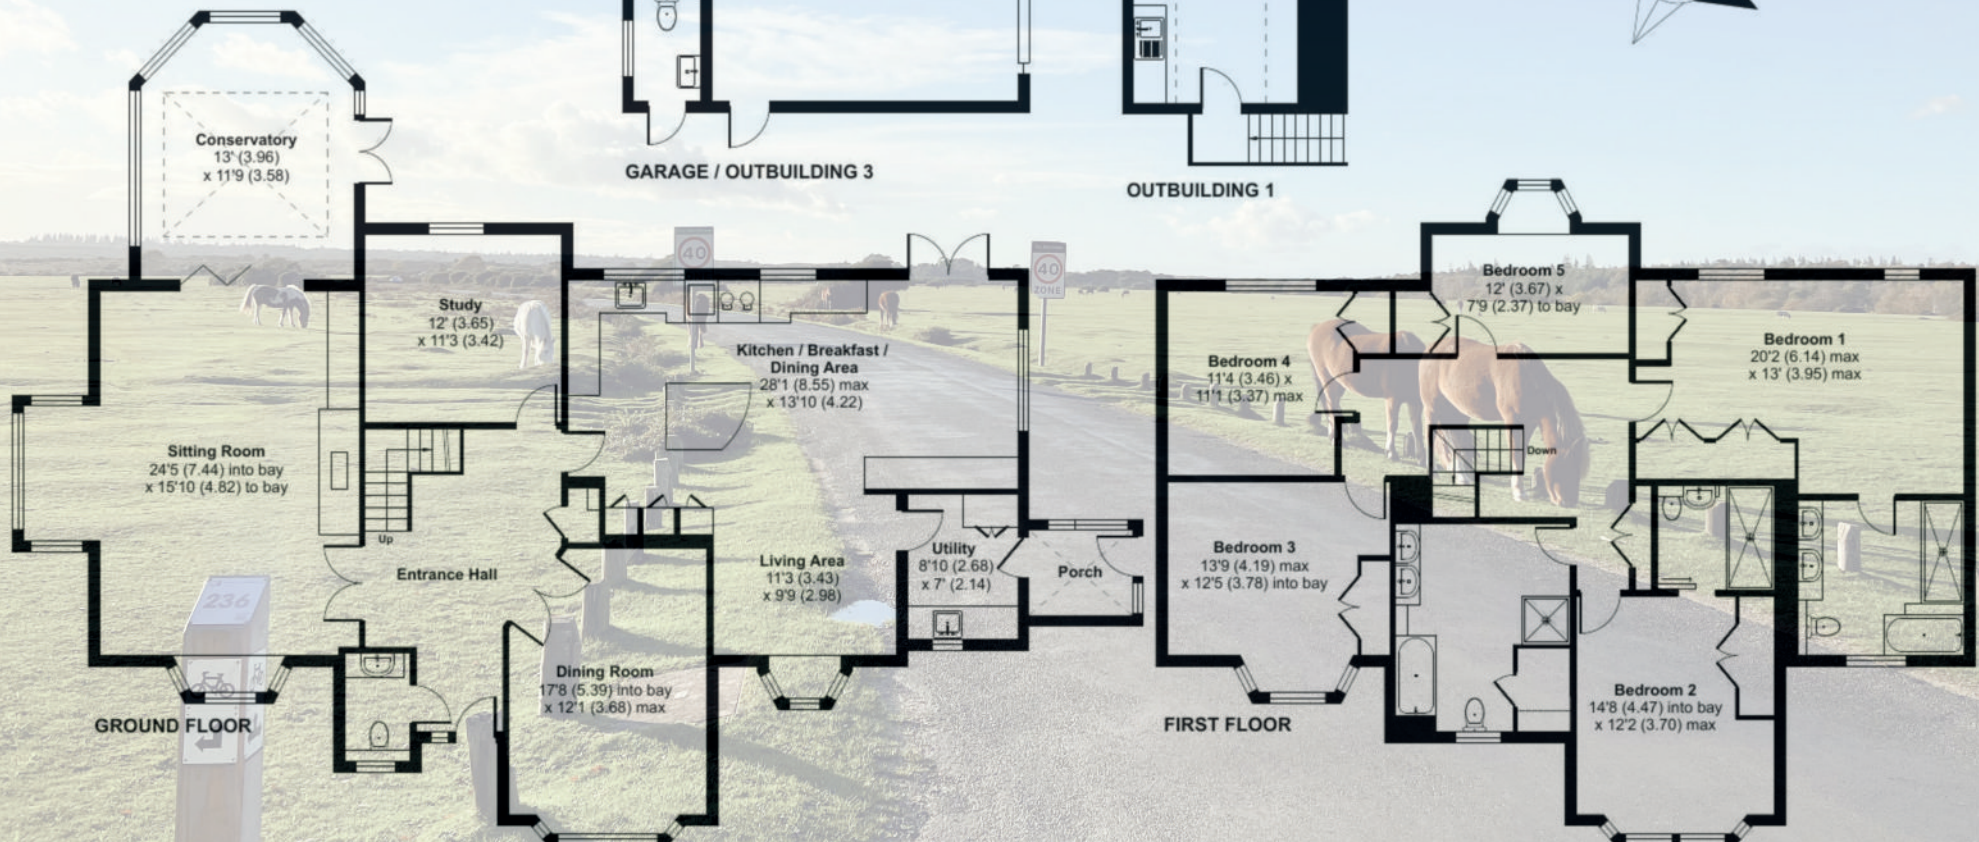 Conservatory
13' (3.96)
x 11'9 (3.58)
GARAGE / OUTBUILDING 3
OUTBUILDING 1
Study
12' (3.65)
x 11'3 (3.42)
40
40
ZONE
Kitchen / Breakfast /
Dining Area
28'1 (8.55) max
x 13'10 (4.22)
Sitting Room
24'5 (7.44) into bay
x 15'10 (4.82) to bay
Up
Entrance Hall
Living Area
11'3 (3.43)
x 9'9 (2.98)
Utility
8'10 (2.68)
x 7' (2.14)
Porch
236
Dining Room
17'8 (5.39) into bay
x 12'1 (3.68) max
GROUND FLOOR
Bedroom 5
12' (3.67) x
7'9 (2.37) to bay
Bedroom 4
11'4 (3.46) x
11'1 (3.37) max
Bedroom 1
20'2 (6.14) max
x 13' (3.95) max
Down
Bedroom 3
13'9 (4.19) max
x 12'5 (3.78) into bay
Bedroom 2
14'8 (4.47) into bay
x 12'2 (3.70) max
FIRST FLOOR